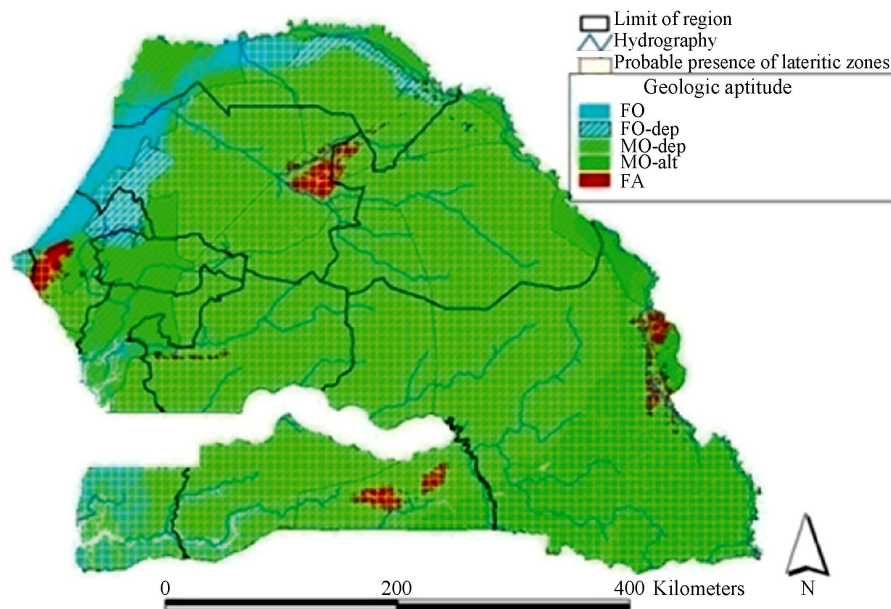 Limit of region
Hydrography
Probable presence of lateritic zones
Geologic aptitude
FO
FO-dep
MO-dep
MO-alt
FA
0 200 400 Kilometers N